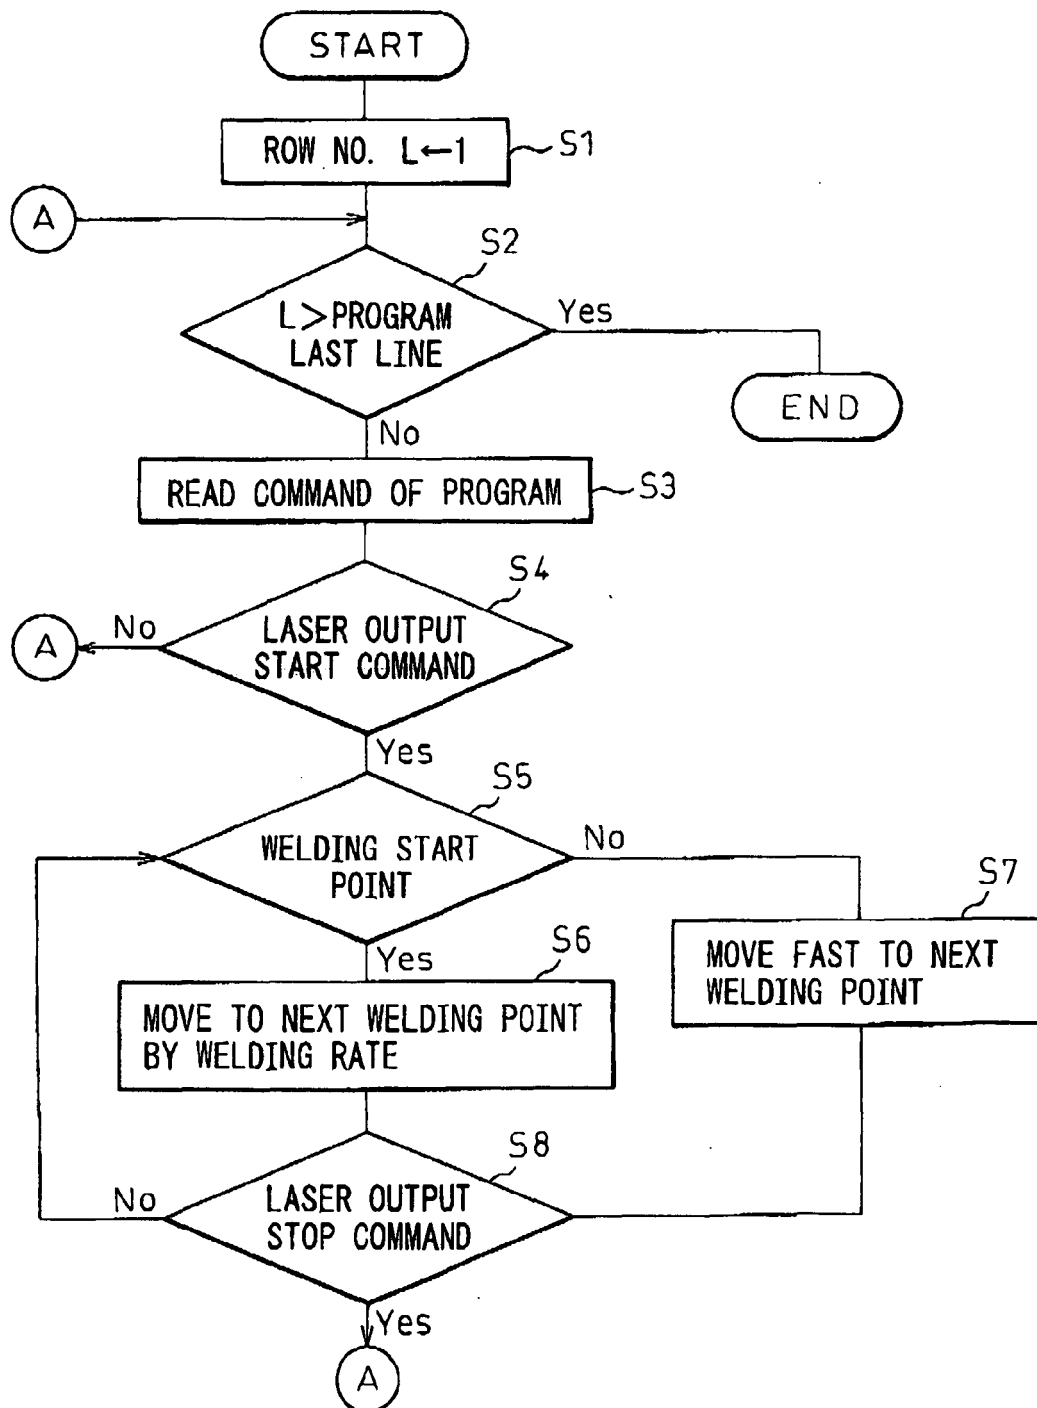 START
ROW NO. L←1
S1
A
S2
L>PROGRAM
LAST LINE
Yes
END
No
READ COMMAND OF PROGRAM
S3
S4
LASER OUTPUT
START COMMAND
No
A
Yes
S5
WELDING START
POINT
No
S7
MOVE FAST TO NEXT
WELDING POINT
Yes
S6
MOVE TO NEXT WELDING POINT
BY WELDING RATE
S8
LASER OUTPUT
STOP COMMAND
No
Yes
A